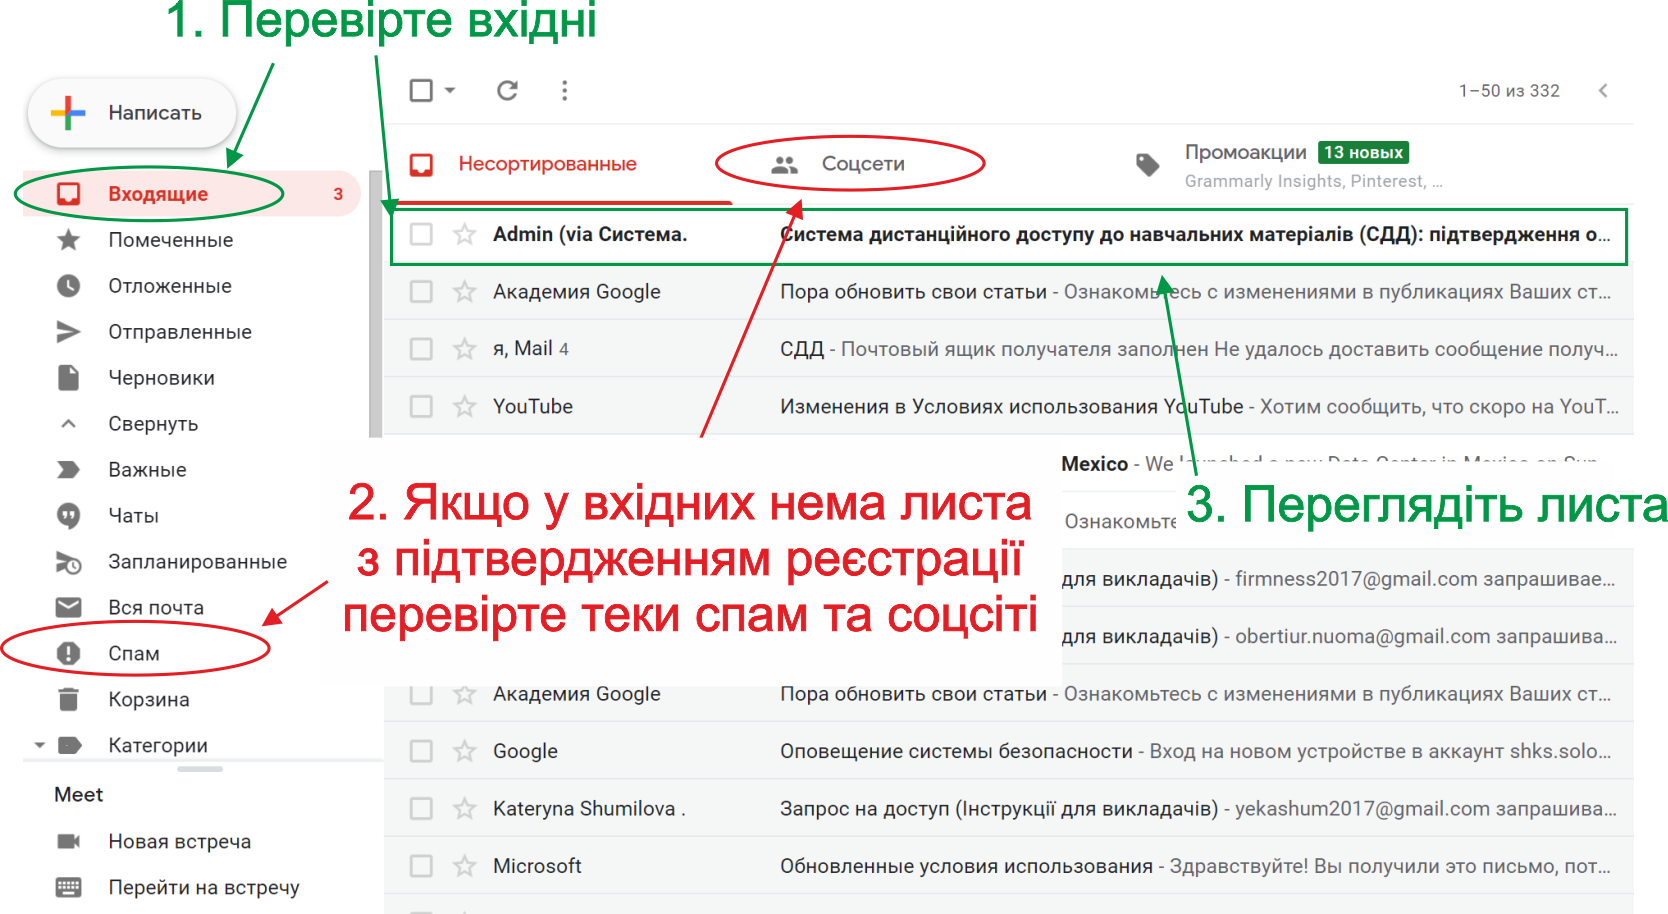 1. Перевірте вхідні
Написать
1–50 из 332
Несортированные
Соцсети
Промоакции 13 новых
Grammarly Insights, Pinterest, ...
Входящие 3
Помеченные
Отложенные
Отправленные
Черновики
Свернуть
Важные
Чаты
Запланированные
Вся почта
Спам
Корзина
Категории
Meet
Новая встреча
Перейти на встречу
Admin (via Система. Система дистанційного доступу до навчальних матеріалів (СДД): підтвердження о...
Академия Google Пора обновить свои статьи - Ознакомьтесь с изменениями в публикациях Ваших ст...
я, Mail 4 СДД - Почтовый ящик получателя заполнен Не удалось доставить сообщение получ...
YouTube Изменения в Условиях использования YouTube - Хотим сообщить, что скоро на YouT...
Mexico - We launched a new Data Center in Mexico on Sun
2. Якщо у вхідних нема листа
з підтвердженням реєстрації
перевірте теки спам та соцсіті
3. Переглядіть листа
Ознакомьте
для викладачів) - firmness2017@gmail.com запрашивае...
для викладачів) - obertiur.nuoma@gmail.com запрашива...
Академия Google Пора обновить свои статьи - Ознакомьтесь с изменениями в публикациях Ваших ст...
Google Оповещение системы безопасности - Вход на новом устройстве в аккаунт shks.solo...
Kateryna Shumilova . Запрос на доступ (Інструкції для викладачів) - yekashum2017@gmail.com запрашива...
Microsoft Обновленные условия использования - Здравствуйте! Вы получили это письмо, пот...